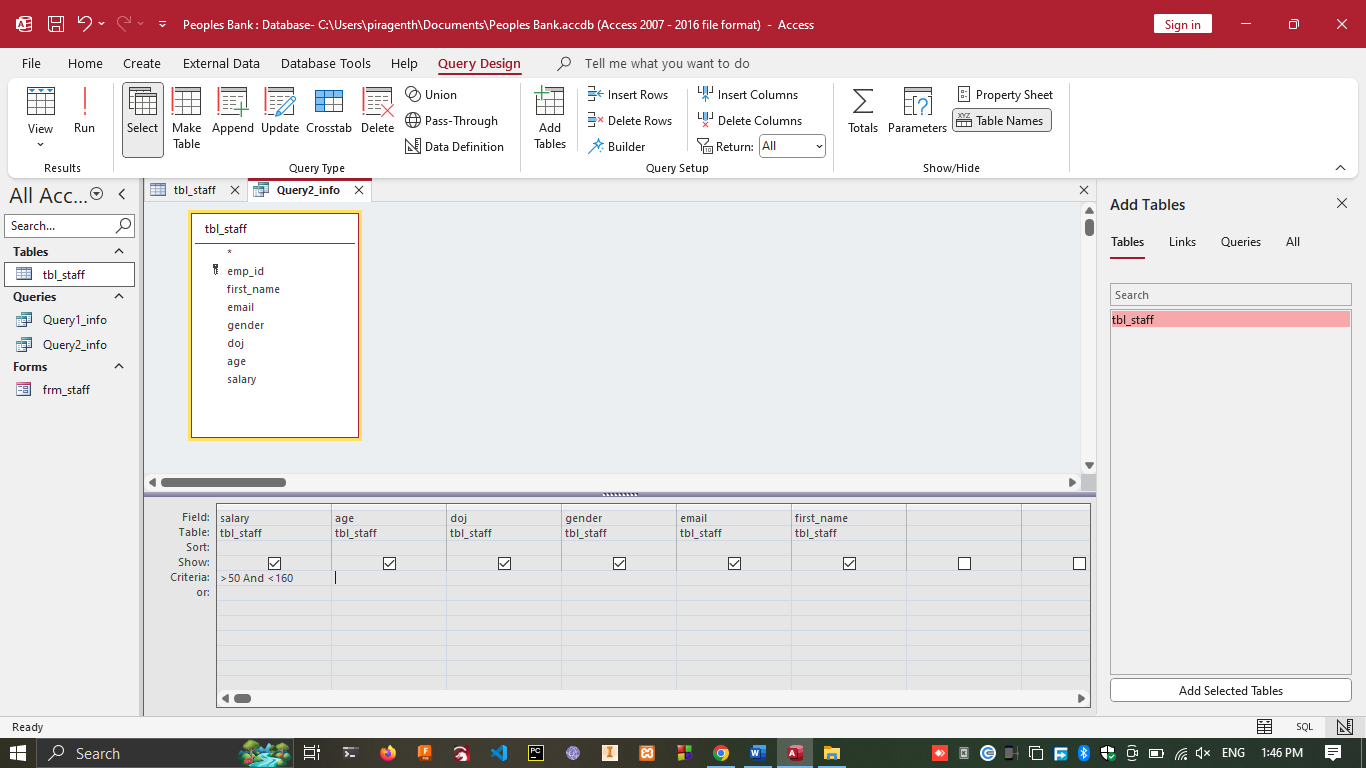 Peoples Bank : Database- C:\Users\piragenth\Documents\Peoples Bank.accdb (Access 2007 - 2016 file format) - Access
Sign in
File Home Create External Data Database Tools Help Query Design Tell me what you want to do
View
Run
Results
Select
Make Table
Append
Update
Crosstab
Delete
Union
Pass-Through
Data Definition
Query Type
Add Tables
Insert Rows
Delete Rows
Builder
Insert Columns
Delete Columns
Return: All
Query Setup
Totals
Parameters
Property Sheet
XYZ Table Names
Show/Hide
All Acc...
Search...
Tables
tbl_staff
Queries
Query1_info
Query2_info
Forms
frm_staff
tbl_staff
Query2_info
tbl_staff
*
emp_id
first_name
email
gender
doj
age
salary
Field: salary age doj gender email first_name
Table: tbl_staff tbl_staff tbl_staff tbl_staff tbl_staff tbl_staff
Sort:
Show:
Criteria: >50 And <160
or:
Add Tables
Tables Links Queries All
Search
tbl_staff
Add Selected Tables
Ready
SQL
Search
PC
ENG
1:46 PM